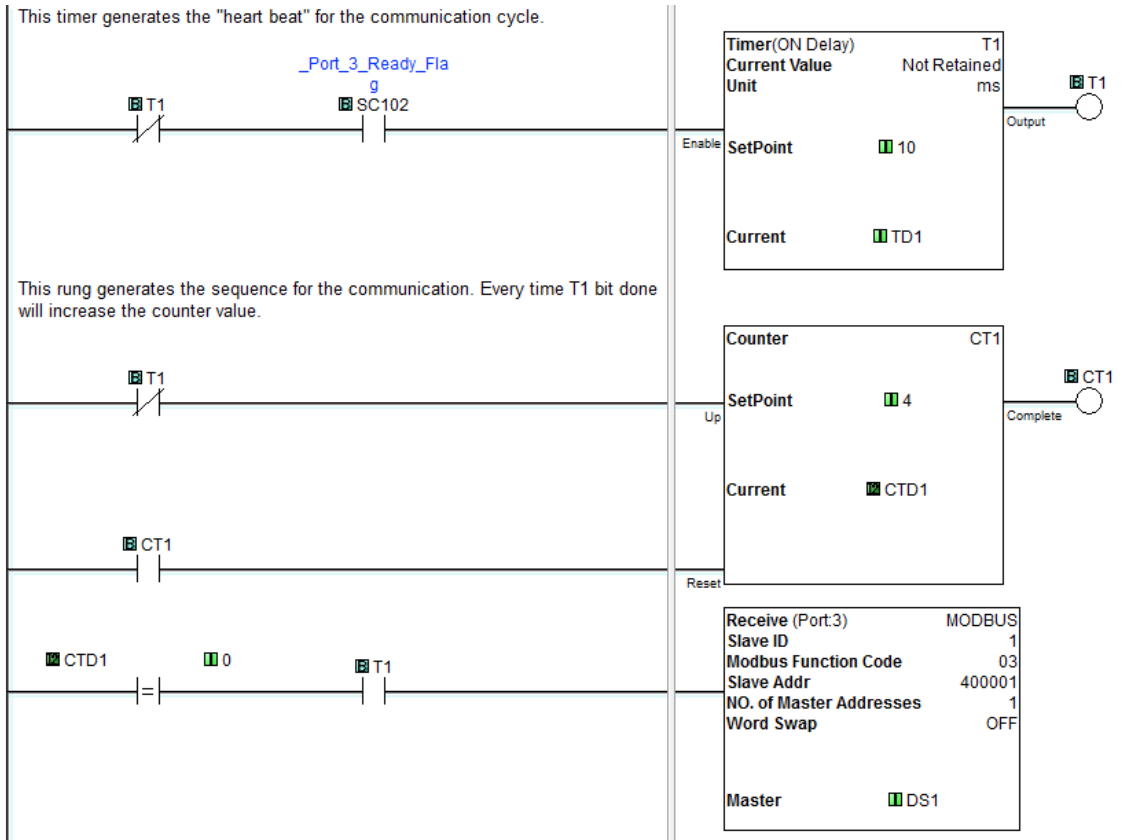 This timer generates the "heart beat" for the communication cycle.
Timer(ON Delay) T1
Current Value Not Retained
Unit ms
_Port_3_Ready_Fla
g
T1
SC102
T1
Output
Enable
SetPoint 10
Current TD1
This rung generates the sequence for the communication. Every time T1 bit done
will increase the counter value.
Counter CT1
T1
CT1
SetPoint 4
Up
Complete
Current CTD1
CT1
Reset
Receive (Port:3) MODBUS
Slave ID 1
Modbus Function Code 03
Slave Addr 400001
NO. of Master Addresses 1
Word Swap OFF
CTD1
0
T1
=
Master DS1